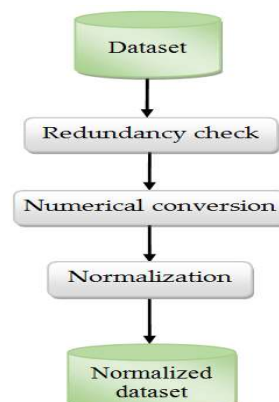 Dataset
Redundancy check
Numerical conversion
Normalization
Normalized
dataset